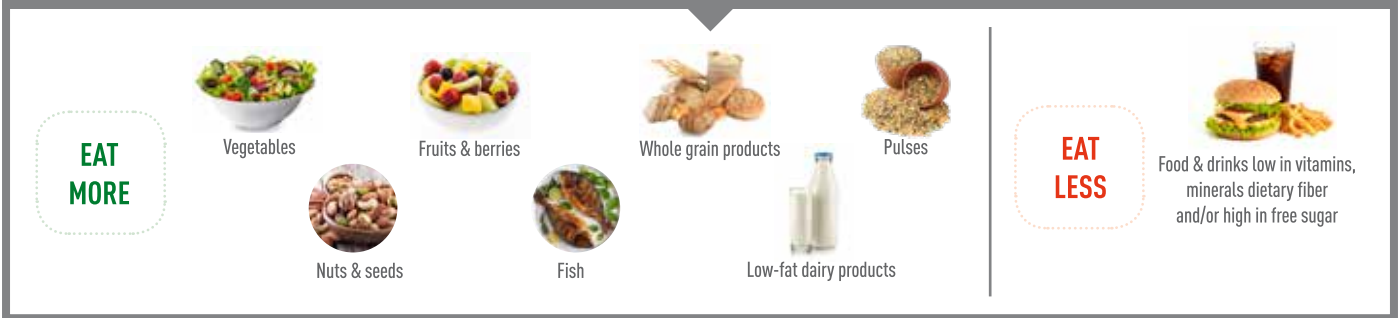 EAT
MORE
Vegetables
Fruits & berries
Whole grain products
Pulses
Nuts & seeds
Fish
Low-fat dairy products
EAT
LESS
Food & drinks low in vitamins,
minerals dietary fiber
and/or high in free sugar